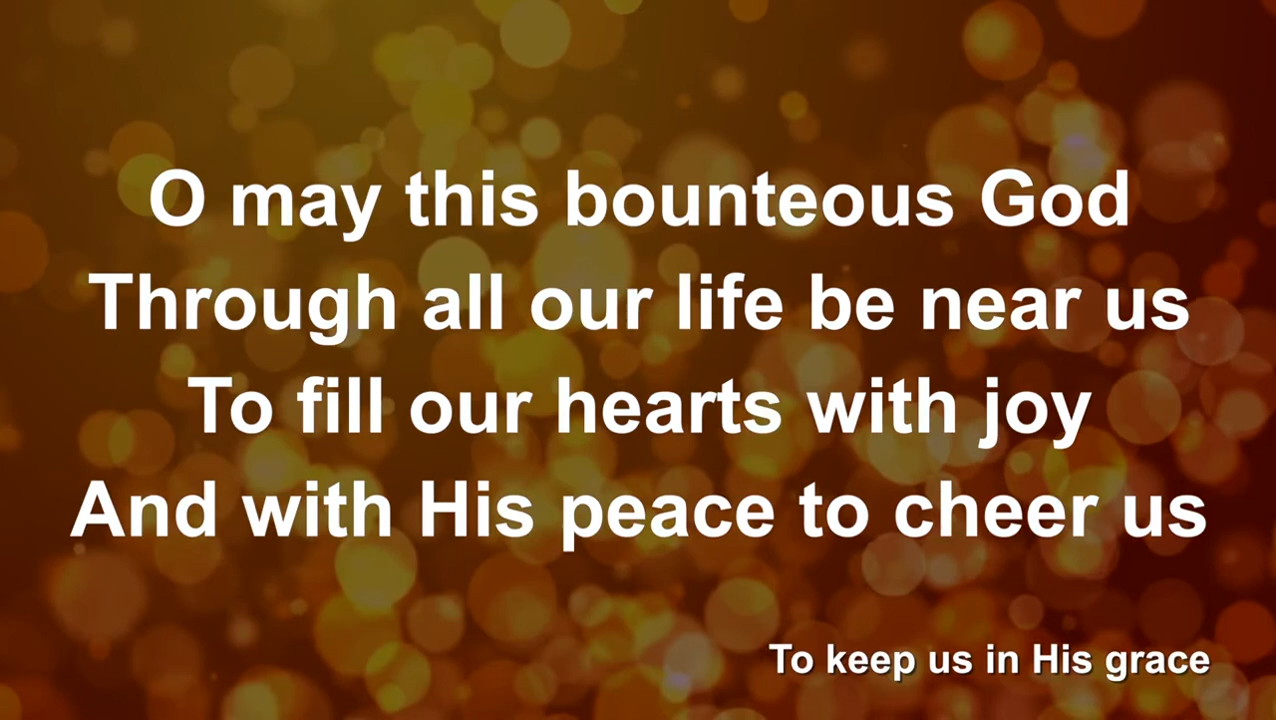 O may this bounteous God
Through all our life be near us
To fill our hearts with joy
And with His peace to cheer us
To keep us in His grace